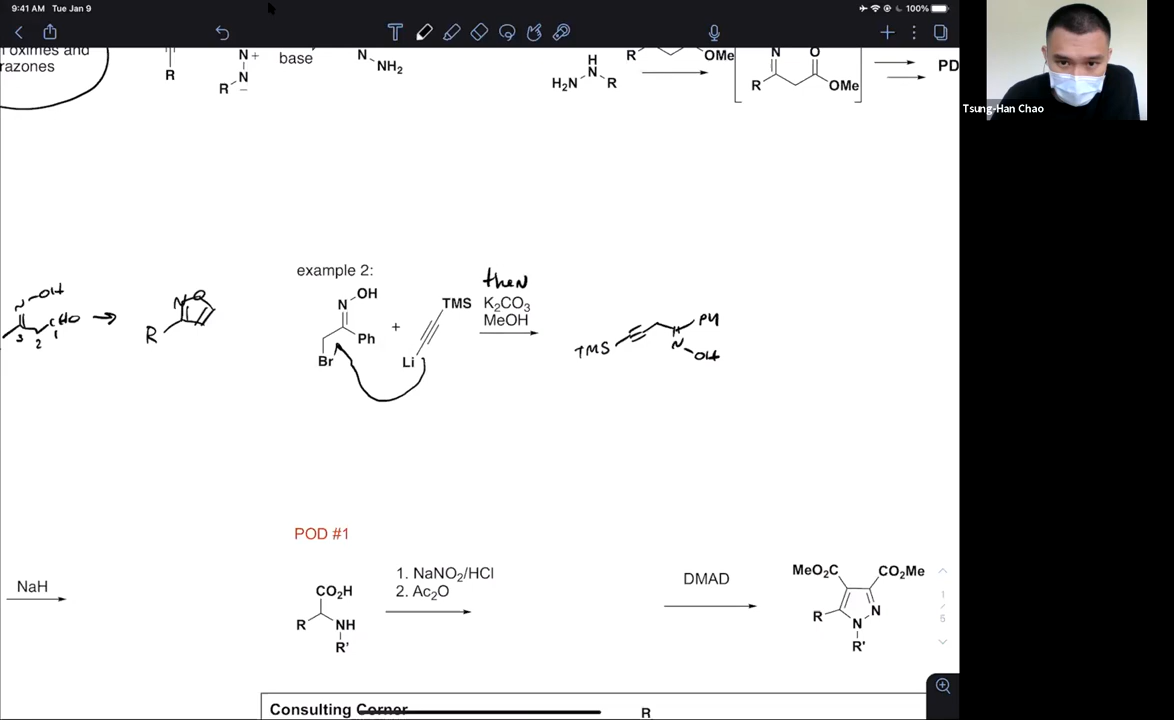 9:41 AM Tue Jan 9
100%
oximes and
razones
R
N+
N
R
−
base
N
NH2
H
N
H2N
R
R
OMe
N
O
R
OMe
PD
Tsung-Han Chao
example 2:
N
OH
Ph
Br
+
TMS
Li
then
K2CO3
MeOH
TMS
Ph
N
OH
N
OH
CHO
3
2
1
R
N
O
POD #1
NaH
CO2H
R
NH
R'
1. NaNO2/HCl
2. Ac2O
DMAD
MeO2C
CO2Me
R
N
N
R'
1
/
5
Consulting Corner
R